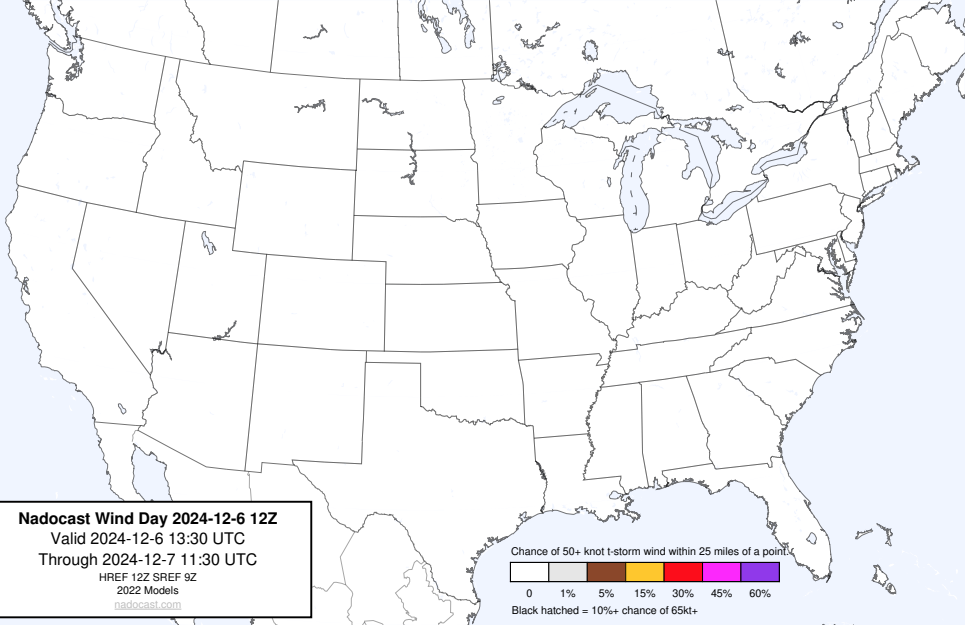 Nadocast Wind Day 2024-12-6 12Z
Valid 2024-12-6 13:30 UTC
Through 2024-12-7 11:30 UTC
HREF 12Z SREF 9Z
2022 Models
nadocast.com
Chance of 50+ knot t-storm wind within 25 miles of a point.
0 1% 5% 15% 30% 45% 60%
Black hatched = 10%+ chance of 65kt+